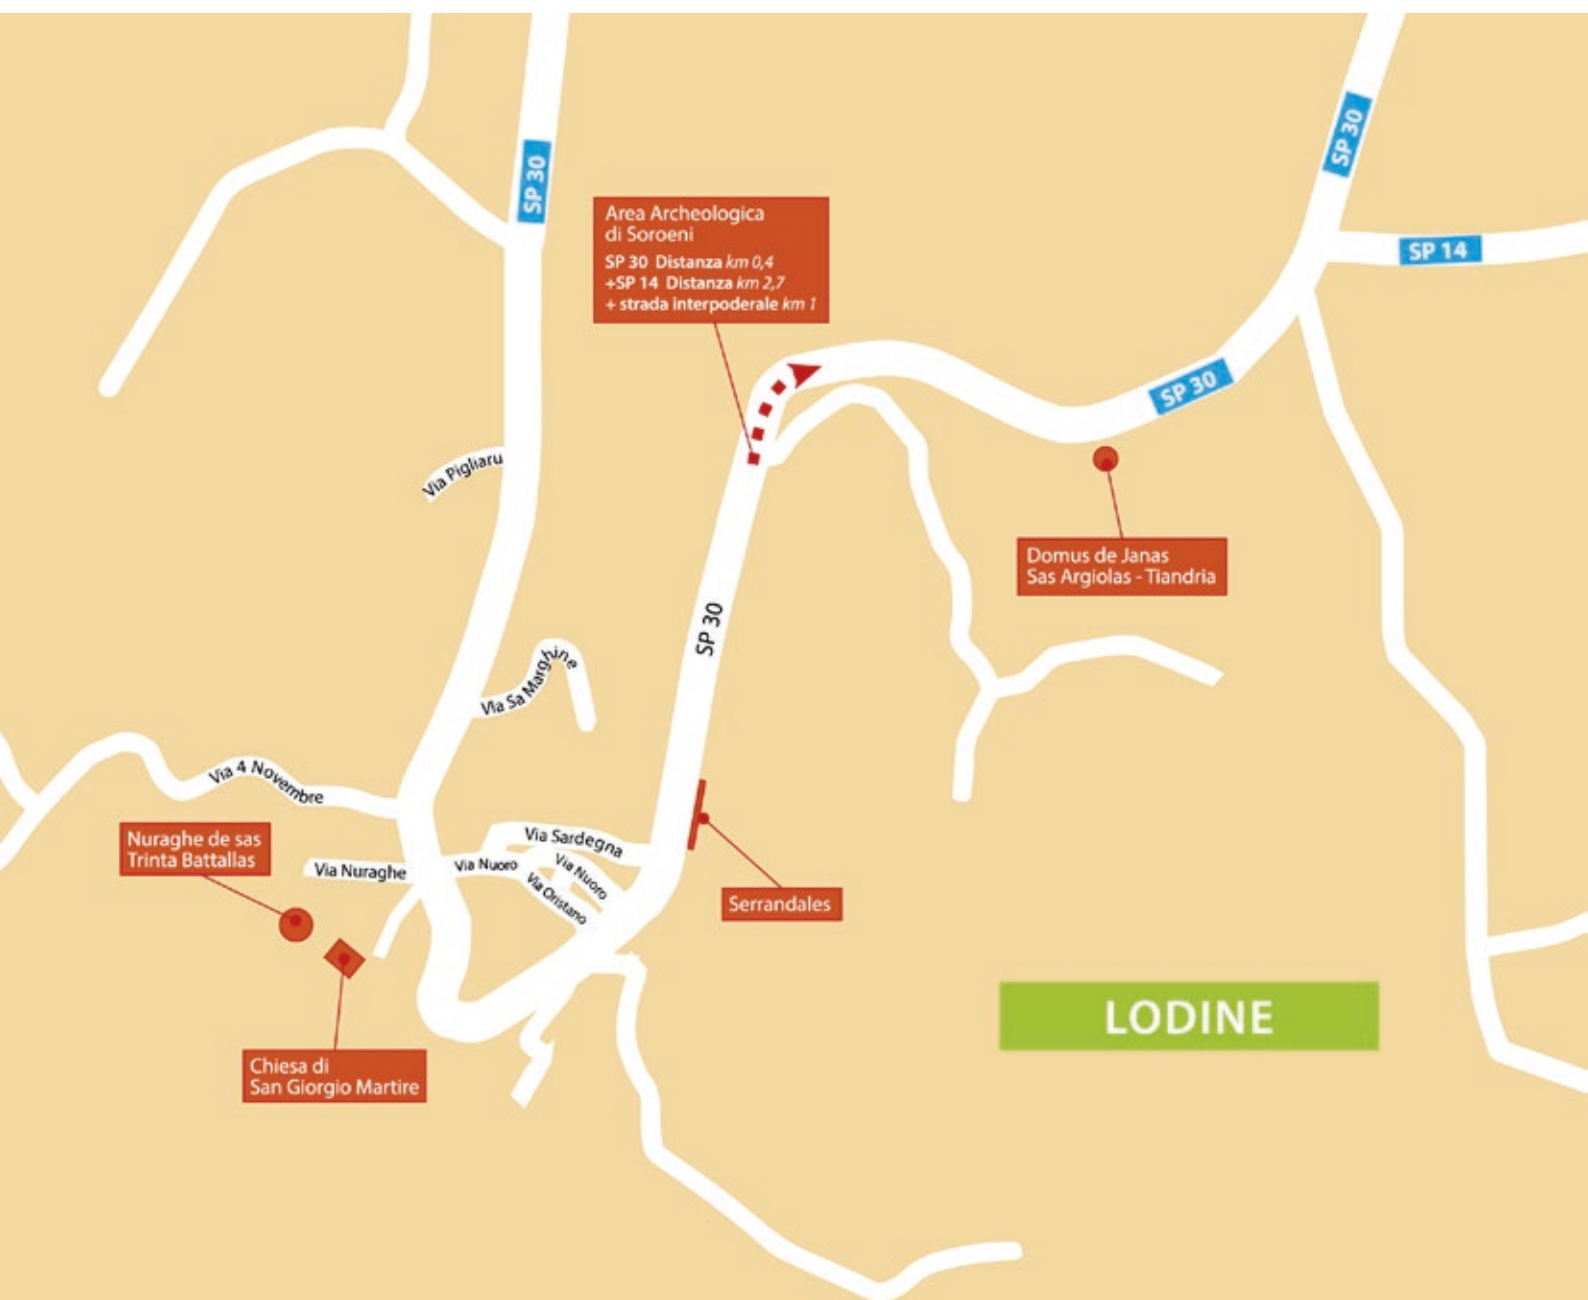 SP 30
SP 30
Area Archeologica
di Soroeni
SP 30 Distanza km 0,4
+SP 14 Distanza km 2,7
+ strada interpoderale km 1
SP 14
SP 30
Via Pigliaru
Domus de Janas
Sas Argiolas - Tiandria
SP 30
Via Sa Marghine
Via 4 Novembre
Nuraghe de sas
Trinta Battallas
Via Sardegna
Via Nuraghe
Via Nuoro
Via Nuoro
Via Oristano
Serrandales
LODINE
Chiesa di
San Giorgio Martire